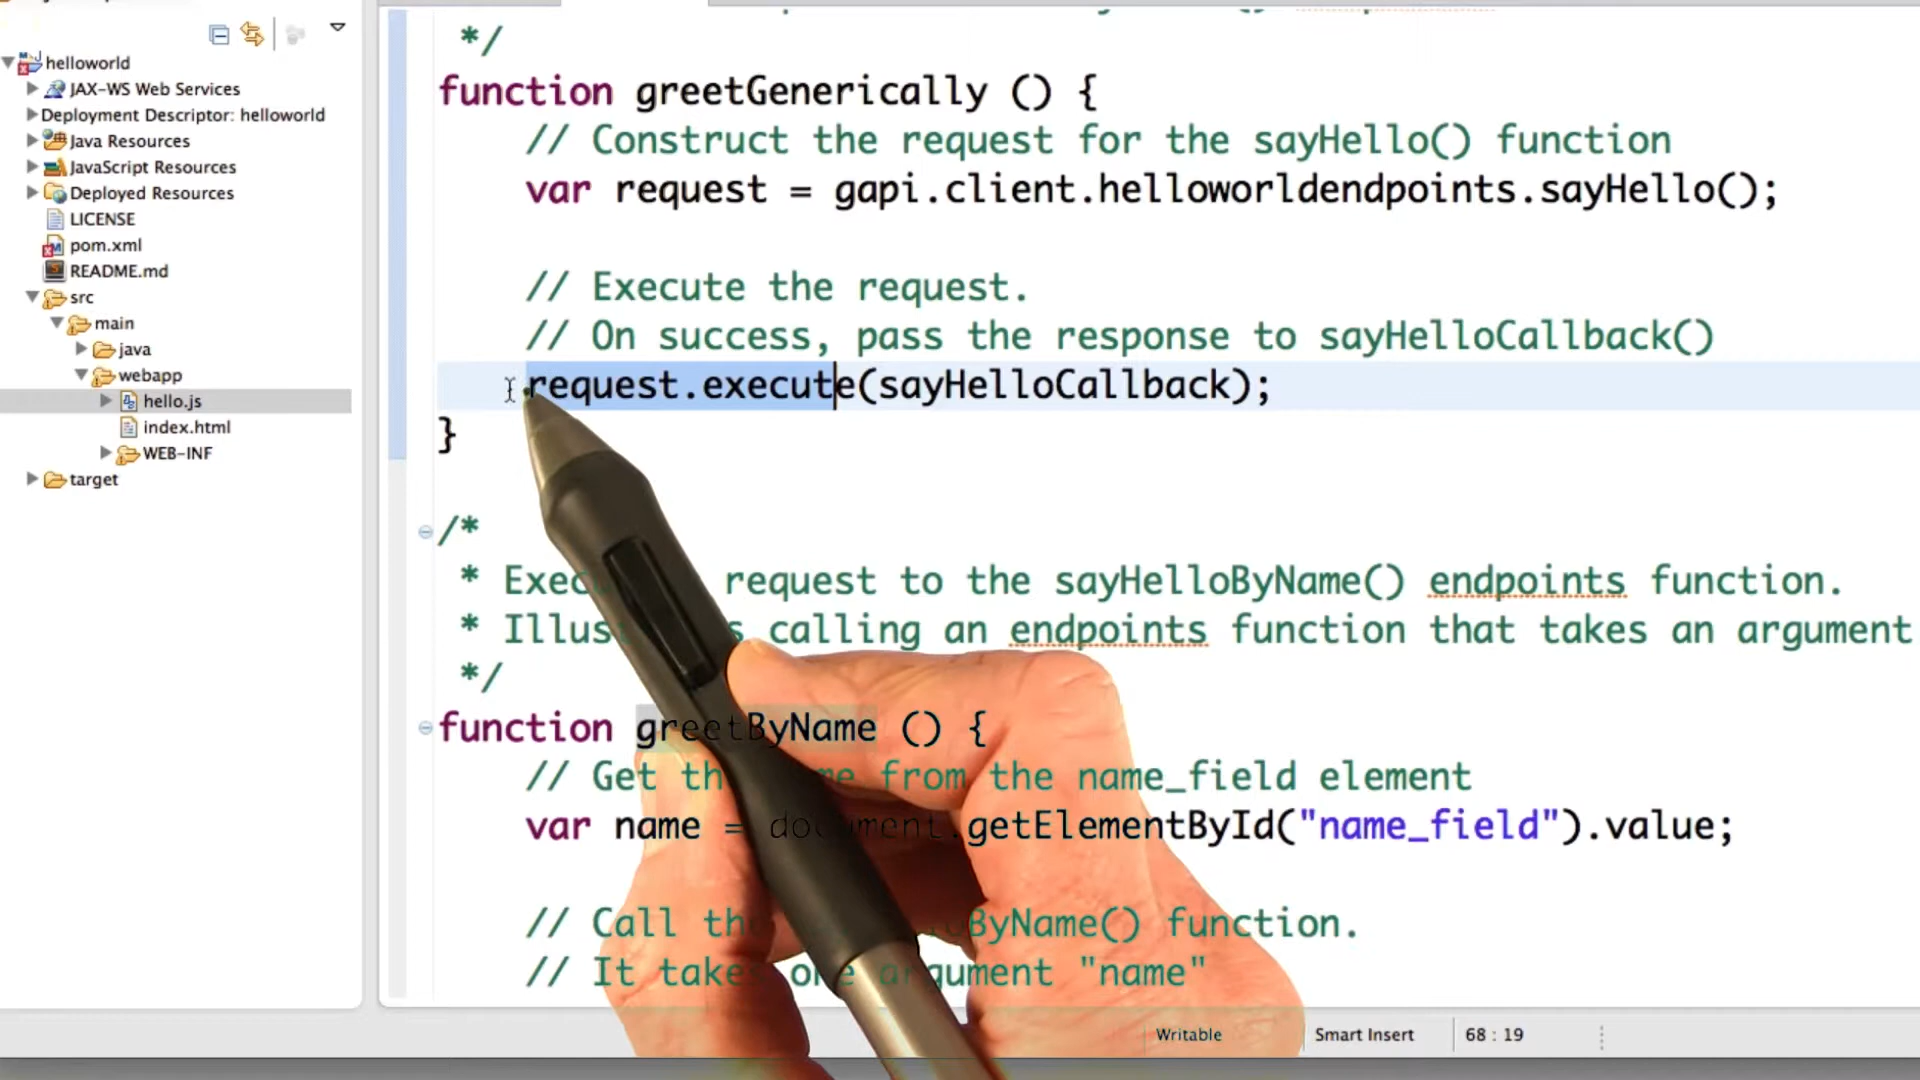 helloworld
JAX-WS Web Services
Deployment Descriptor: helloworld
Java Resources
JavaScript Resources
Deployed Resources
LICENSE
pom.xml
README.md
src
main
java
webapp
hello.js
index.html
WEB-INF
target
*/
function greetGenerically () {
// Construct the request for the sayHello() function
var request = gapi.client.helloworldendpoints.sayHello();
// Execute the request.
// On success, pass the response to sayHelloCallback()
request.execute(sayHelloCallback);
}
/*
* request to the sayHelloByName() endpoints function.
* calling an endpoints function that takes an argument
*/
function greetByName () {
// Get from the name_field element
var name = document.getElementById("name_field").value;
// Call function.
// It takes one argument "name"
Writable
Smart Insert
68 : 19